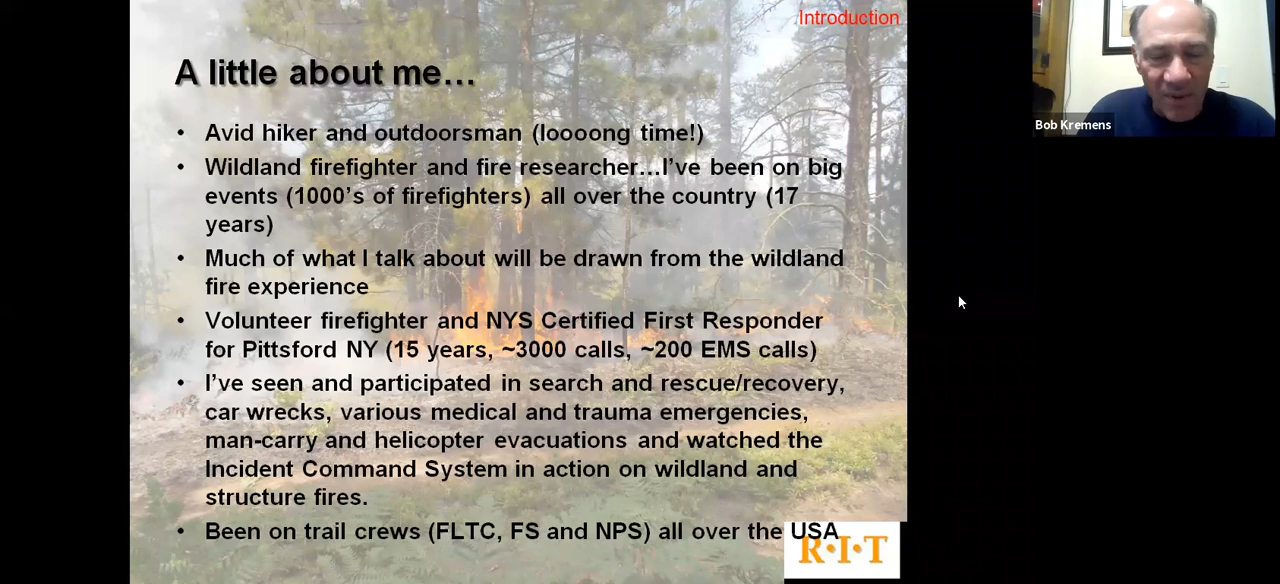 Introduction
A little about me…
• Avid hiker and outdoorsman (loooong time!)
• Wildland firefighter and fire researcher…I've been on big
events (1000's of firefighters) all over the country (17
years)
• Much of what I talk about will be drawn from the wildland
fire experience
• Volunteer firefighter and NYS Certified First Responder
for Pittsford NY (15 years, ~3000 calls, ~200 EMS calls)
• I've seen and participated in search and rescue/recovery,
car wrecks, various medical and trauma emergencies,
man-carry and helicopter evacuations and watched the
Incident Command System in action on wildland and
structure fires.
• Been on trail crews (FLTC, FS and NPS) all over the USA
R·I·T
Bob Kremens